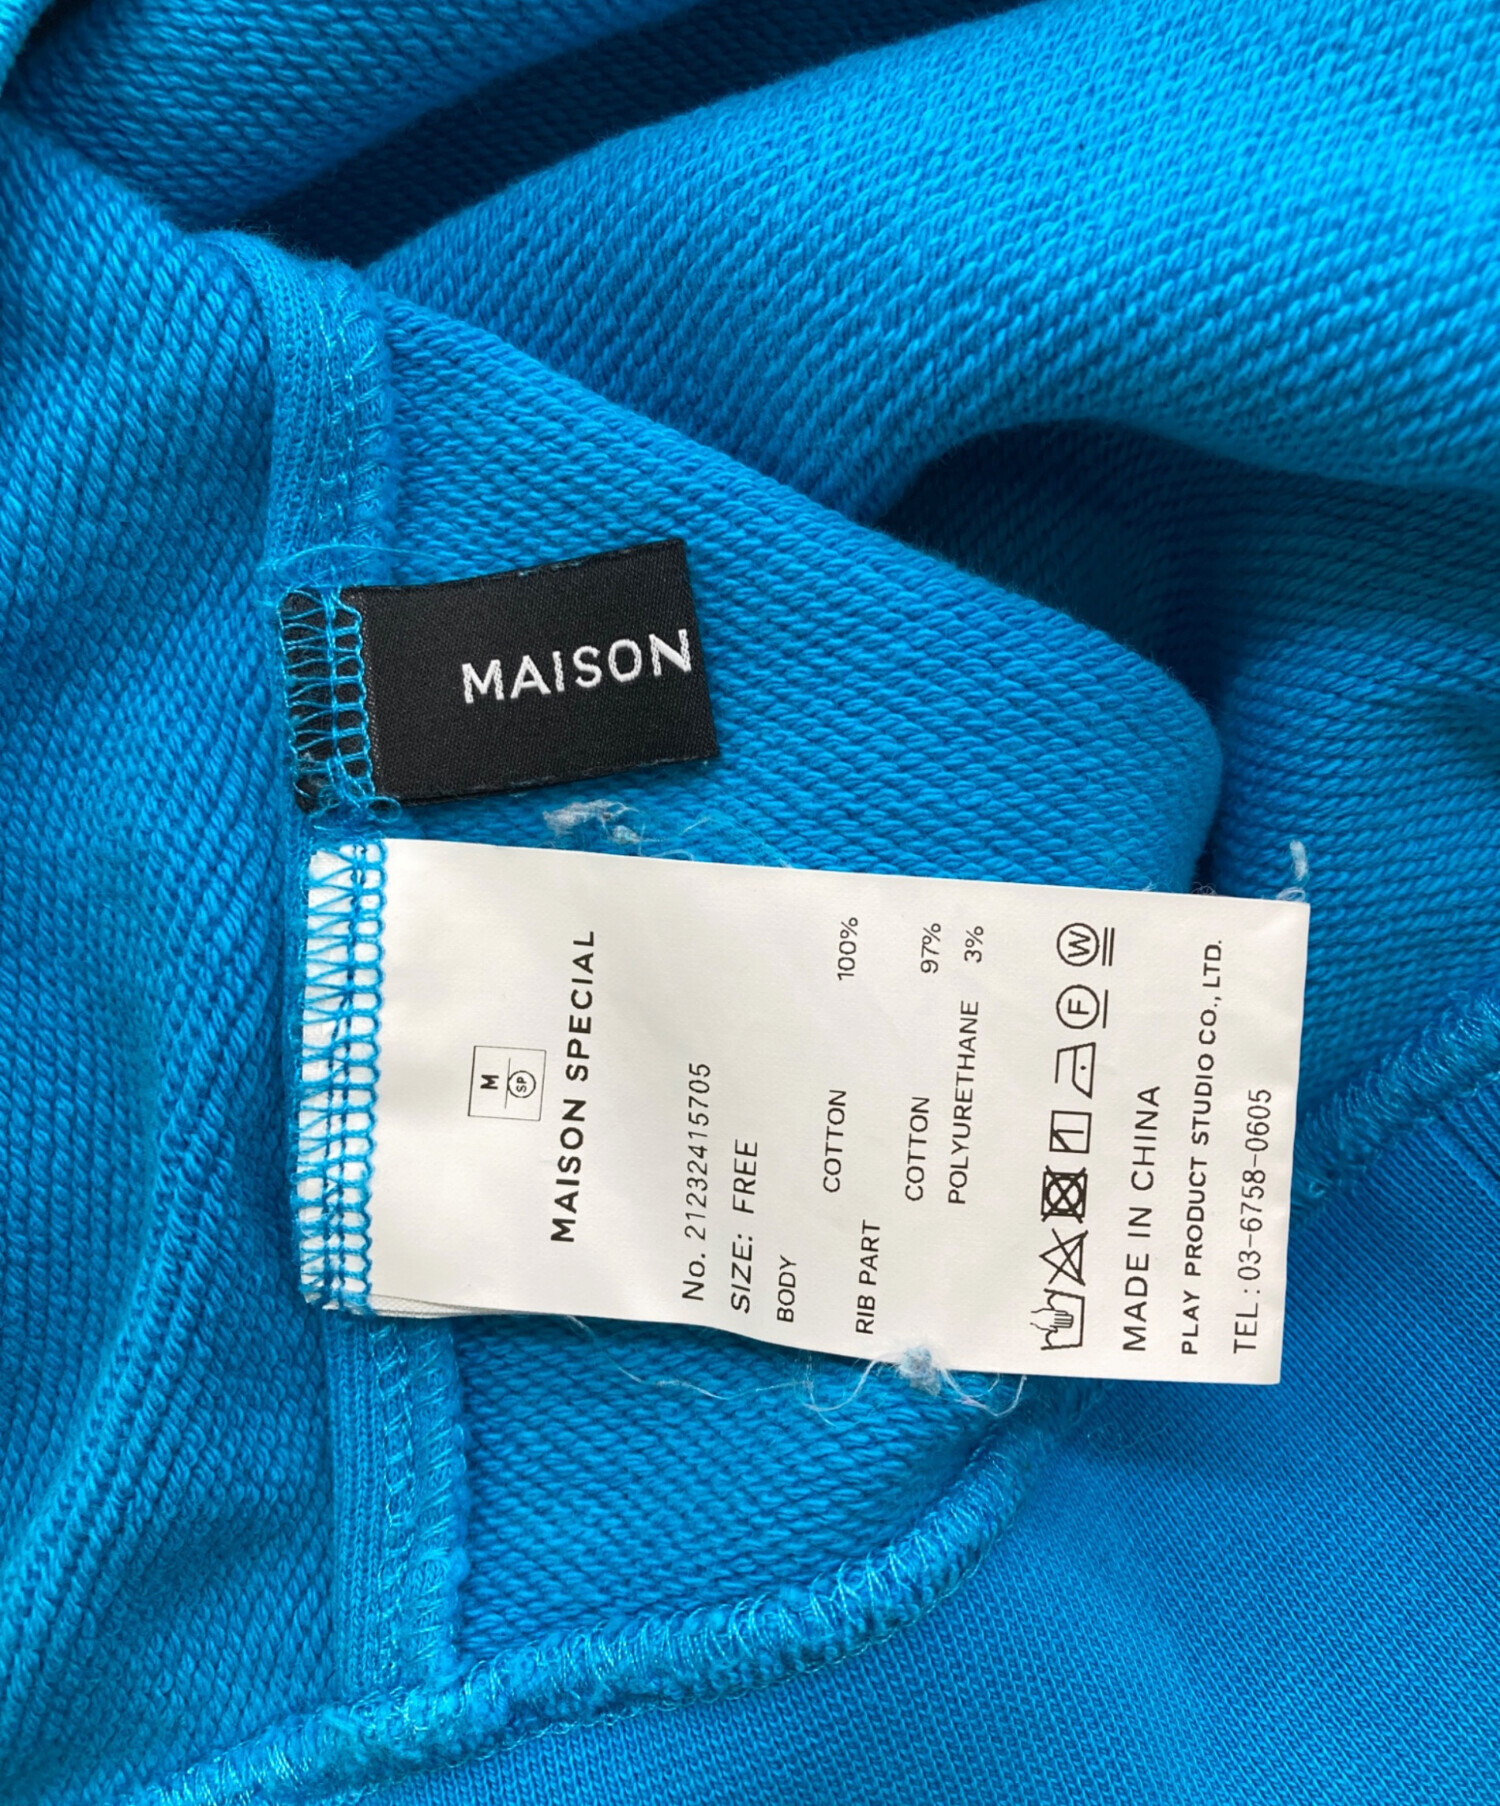 MAISON
M
SP
MAISON SPECIAL
No. 21232415705
SIZE: FREE
BODY
COTTON 100%
RIB PART
COTTON 97%
POLYURETHANE 3%
F W
MADE IN CHINA
PLAY PRODUCT STUDIO CO., LTD.
TEL:03-6758-0605